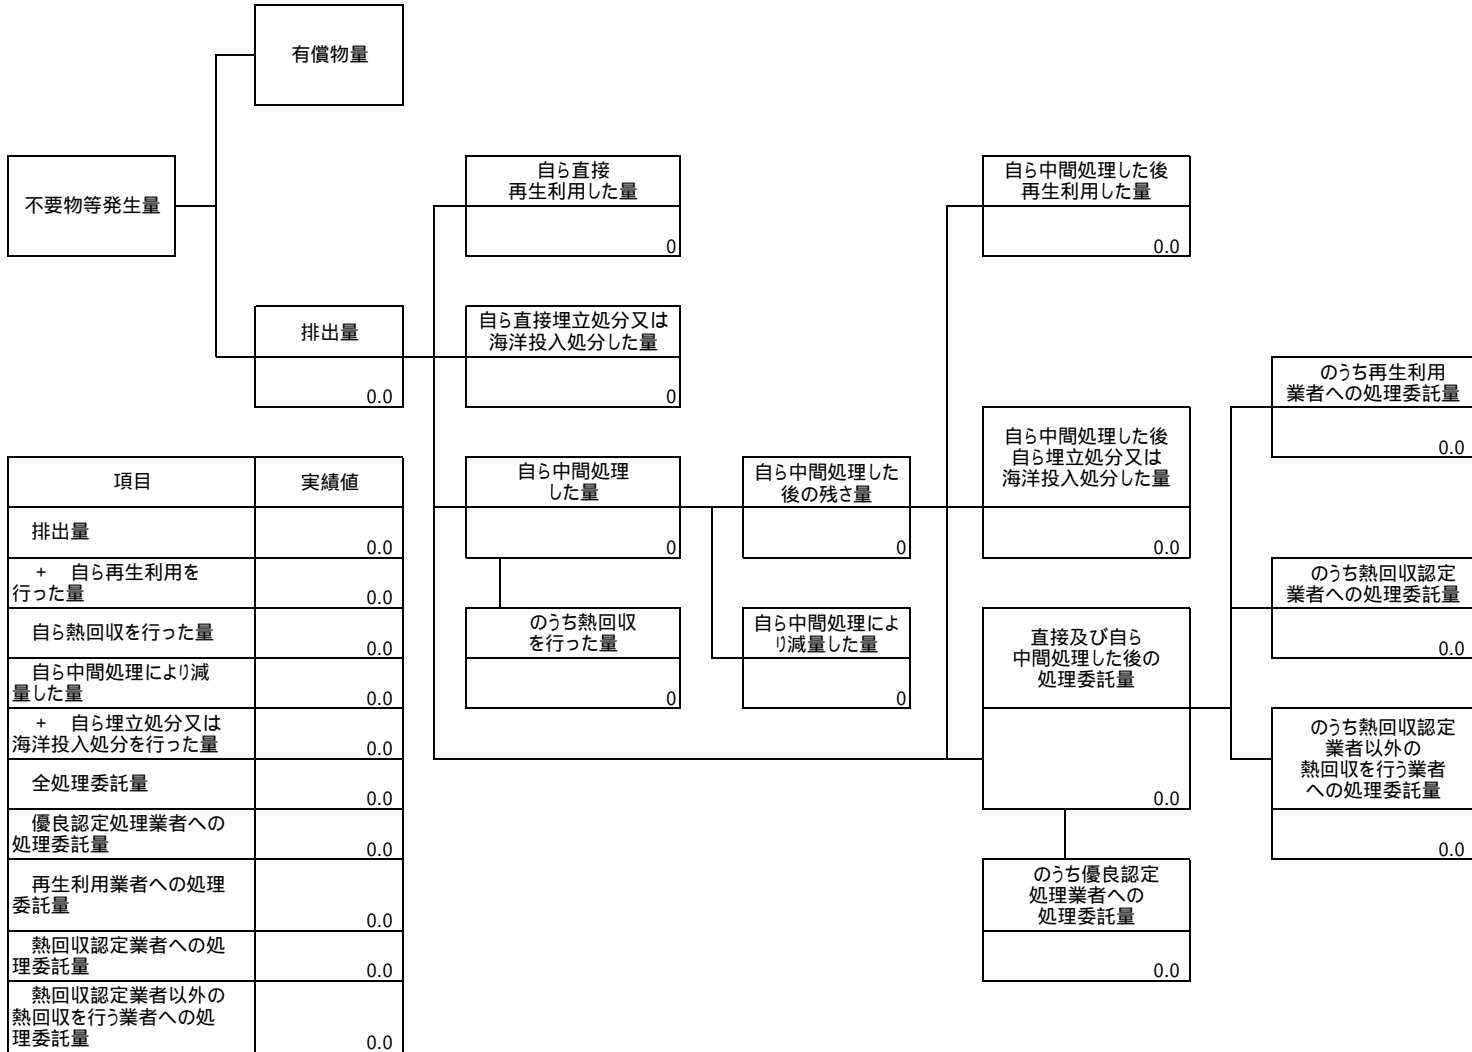 有償物量
不要物等発生量
自ら直接
再生利用した量
0
自ら中間処理した後
再生利用した量
0.0
排出量
0.0
自ら直接埋立処分又は
海洋投入処分した量
0
のうち再生利用
業者への処理委託量
0.0
自ら中間処理した後
自ら埋立処分又は
海洋投入処分した量
0.0
自ら中間処理
した量
0
自ら中間処理した
後の残さ量
0
のうち熱回収認定
業者への処理委託量
0.0
のうち熱回収
を行った量
0
自ら中間処理によ
り減量した量
0
直接及び自ら
中間処理した後の
処理委託量
0.0
のうち熱回収認定
業者以外の
熱回収を行う業者
への処理委託量
0.0
のうち優良認定
処理業者への
処理委託量
0.0
項目 実績値
排出量
0.0
+ 自ら再生利用を
行った量 0.0
自ら熱回収を行った量
0.0
自ら中間処理により減
量した量 0.0
+ 自ら埋立処分又は
海洋投入処分を行った量 0.0
全処理委託量
0.0
優良認定処理業者への
処理委託量 0.0
再生利用業者への処理
委託量
0.0
熱回収認定業者への処
理委託量 0.0
熱回収認定業者以外の
熱回収を行う業者への処
理委託量 0.0